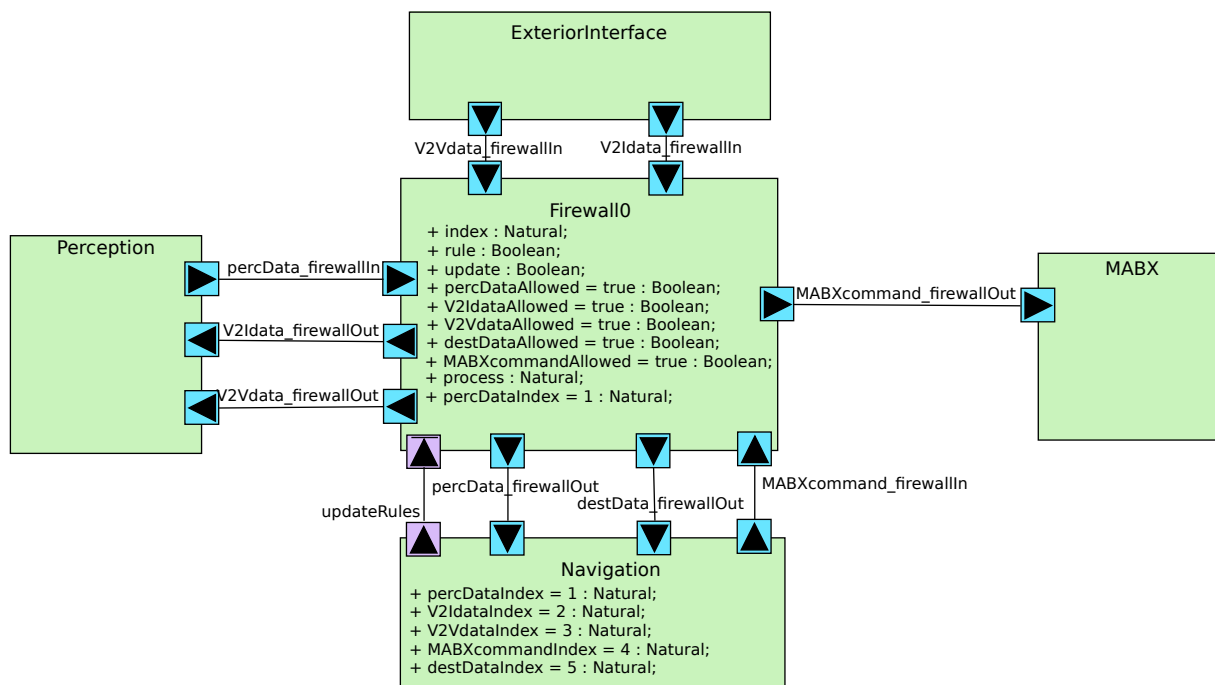 ExteriorInterface
V2Vdata_firewallIn
V2Idata_firewallIn
Perception
percData_firewallIn
V2Idata_firewallOut
V2Vdata_firewallOut
Firewall0
+ index : Natural;
+ rule : Boolean;
+ update : Boolean;
+ percDataAllowed = true : Boolean;
+ V2IdataAllowed = true : Boolean;
+ V2VdataAllowed = true : Boolean;
+ destDataAllowed = true : Boolean;
+ MABXcommandAllowed = true : Boolean;
+ process : Natural;
+ percDataIndex = 1 : Natural;
MABXcommand_firewallOut
MABX
updateRules
percData_firewallOut
destData_firewallOut
MABXcommand_firewallIn
Navigation
+ percDataIndex = 1 : Natural;
+ V2IdataIndex = 2 : Natural;
+ V2VdataIndex = 3 : Natural;
+ MABXcommandIndex = 4 : Natural;
+ destDataIndex = 5 : Natural;